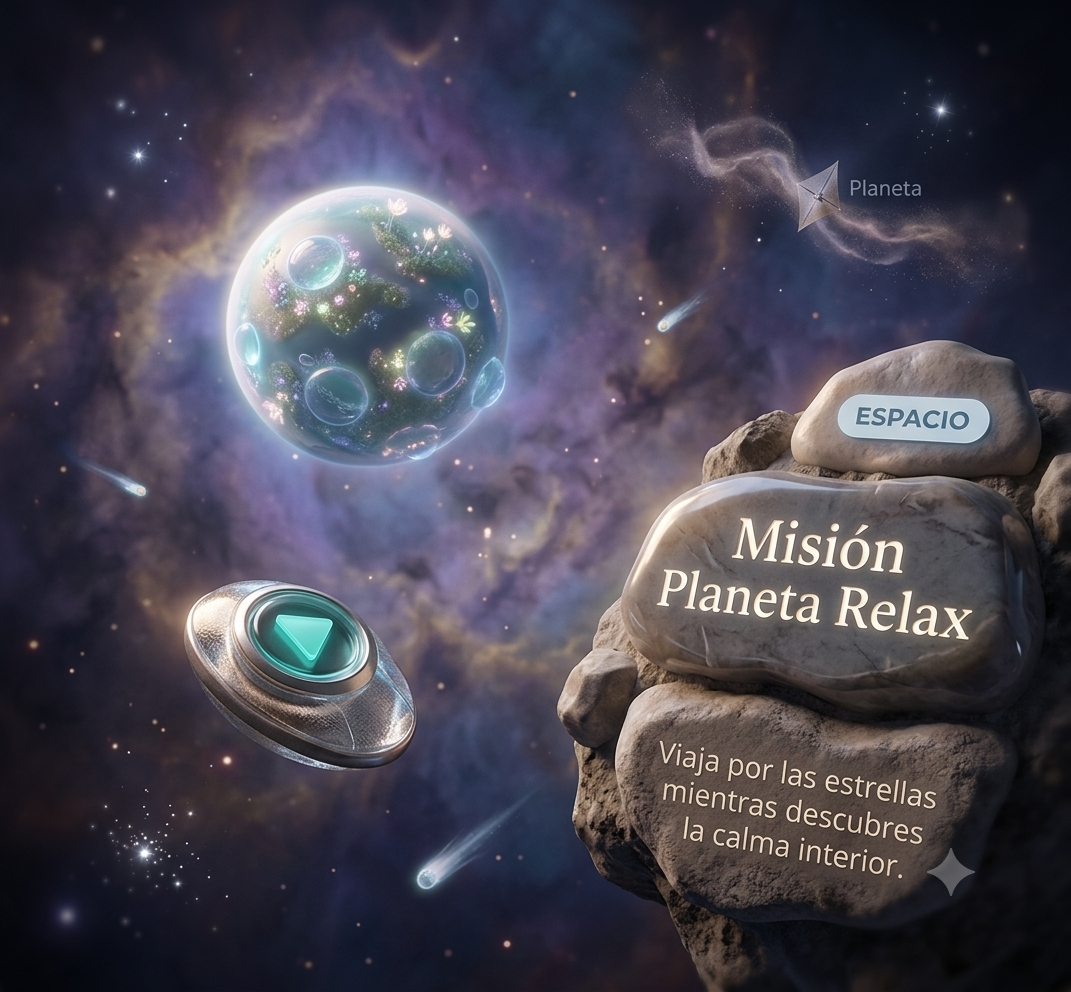 Planeta
ESPACIO
Misión
Planeta Relax
Viaja por las estrellas
mientras descubres
la calma interior.